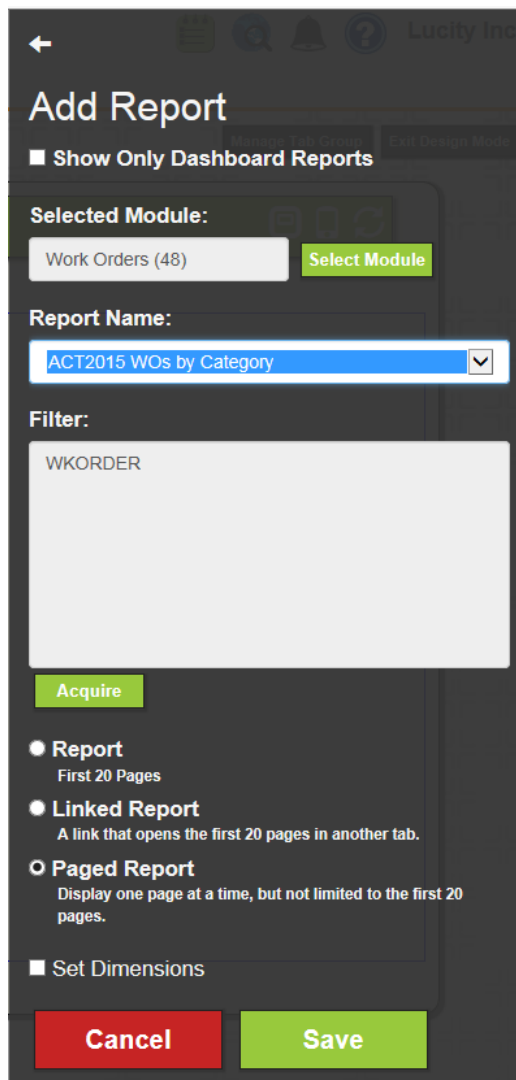 Lucity Inc
Add Report
Manage Tab Group
Exit Design Mode
Show Only Dashboard Reports
Selected Module:
Work Orders (48)
Select Module
Report Name:
ACT2015 WOs by Category
Filter:
WKORDER
Acquire
Report
First 20 Pages
Linked Report
A link that opens the first 20 pages in another tab.
Paged Report
Display one page at a time, but not limited to the first 20
pages.
Set Dimensions
Cancel
Save